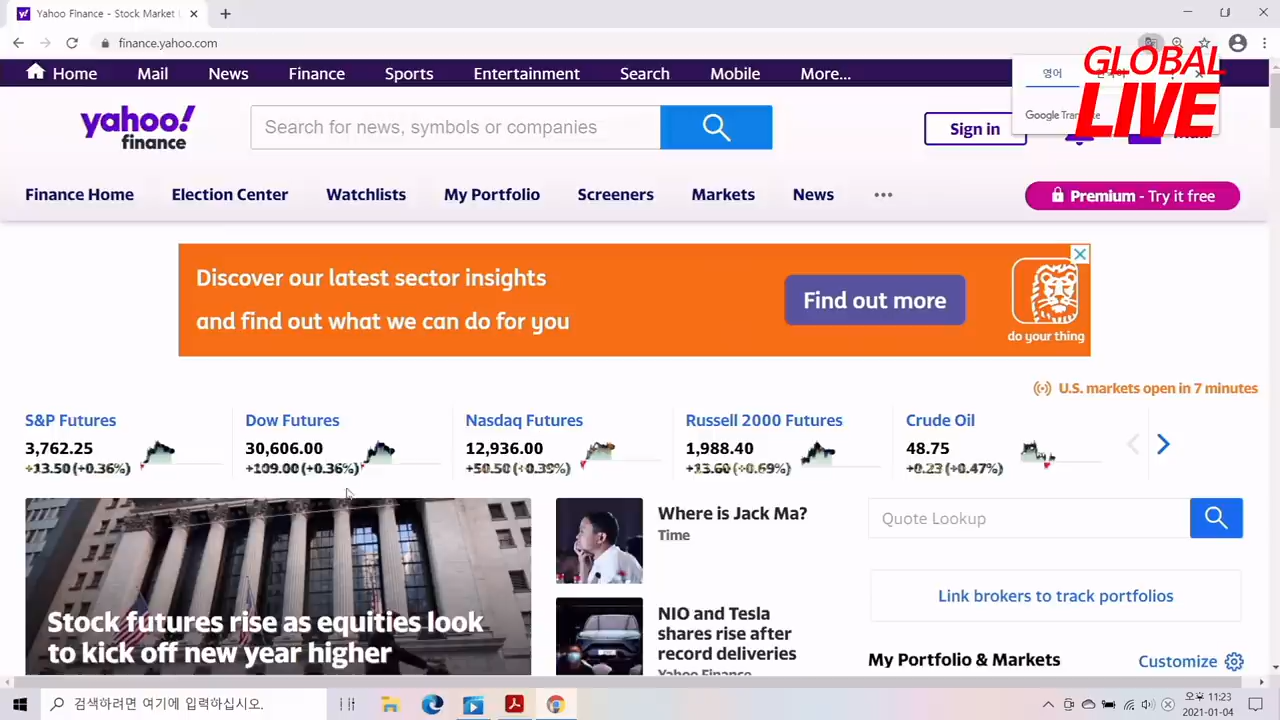 Yahoo Finance - Stock Market
finance.yahoo.com
Home Mail News Finance Sports Entertainment Search Mobile More...
영어
Google
GLOBAL
LIVE
yahoo!
finance
Search for news, symbols or companies
Sign in
Finance Home Election Center Watchlists My Portfolio Screeners Markets News
Premium - Try it free
Discover our latest sector insights
and find out what we can do for you
Find out more
do your thing
U.S. markets open in 7 minutes
S&P Futures
3,762.25
+13.50 (+0.36%)
Dow Futures
30,606.00
+109.00 (+0.36%)
Nasdaq Futures
12,936.00
+50.50 (+0.39%)
Russell 2000 Futures
1,988.40
+13.60 (+0.69%)
Crude Oil
48.75
+0.23 (+0.47%)
Stock futures rise as equities look
to kick off new year higher
Where is Jack Ma?
Time
NIO and Tesla
shares rise after
record deliveries
Yahoo Finance
Quote Lookup
Link brokers to track portfolios
My Portfolio & Markets
Customize
검색하려면 여기에 입력하십시오.
오후 11:23
2021-01-04